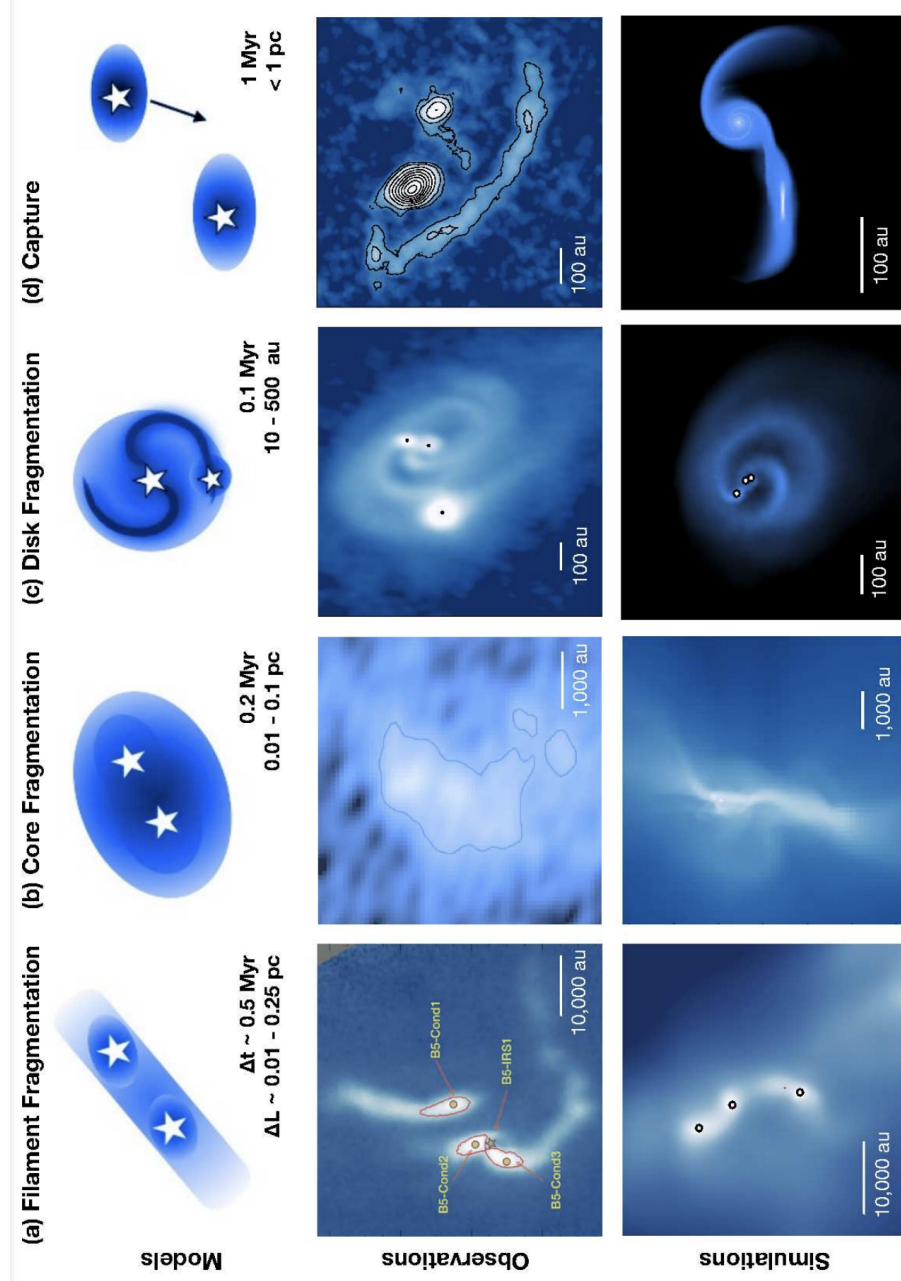 (a) Filament Fragmentation
(b) Core Fragmentation
(c) Disk Fragmentation
(d) Capture
Models
Δt ~ 0.5 Myr
ΔL ~ 0.01 - 0.25 pc
0.2 Myr
0.01 - 0.1 pc
0.1 Myr
10 - 500 au
1 Myr
< 1 pc
Observations
B5-Cond1
B5-Cond2
B5-IRS1
B5-Cond3
10,000 au
1,000 au
100 au
100 au
Simulations
10,000 au
1,000 au
100 au
100 au